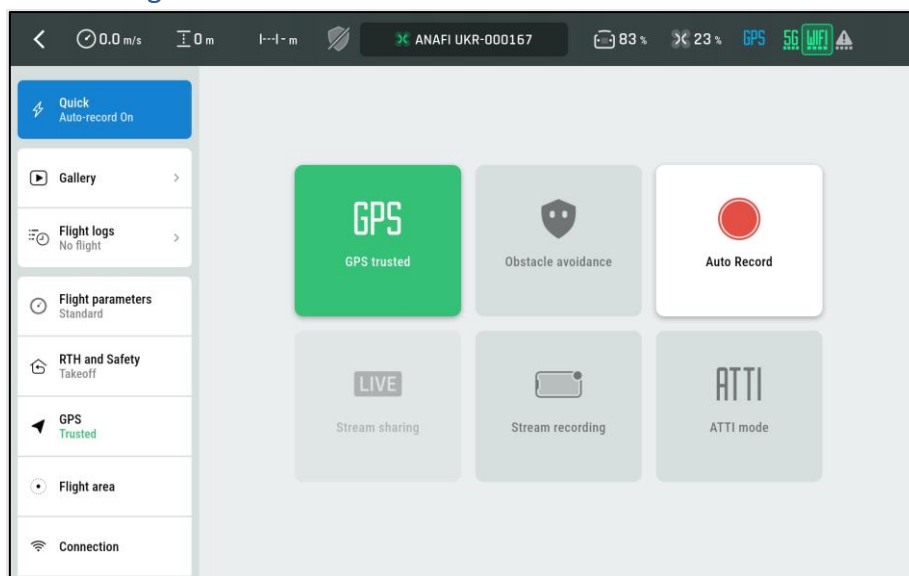 0.0 m/s
0 m
- m
ANAFI UKR-000167
83 %
23 %
GPS
5G
WIFI
Quick
Auto-record On
Gallery
Flight logs
No flight
Flight parameters
Standard
RTH and Safety
Takeoff
GPS
Trusted
Flight area
Connection
GPS
GPS trusted
Obstacle avoidance
Auto Record
LIVE
Stream sharing
Stream recording
ATTI
ATTI mode